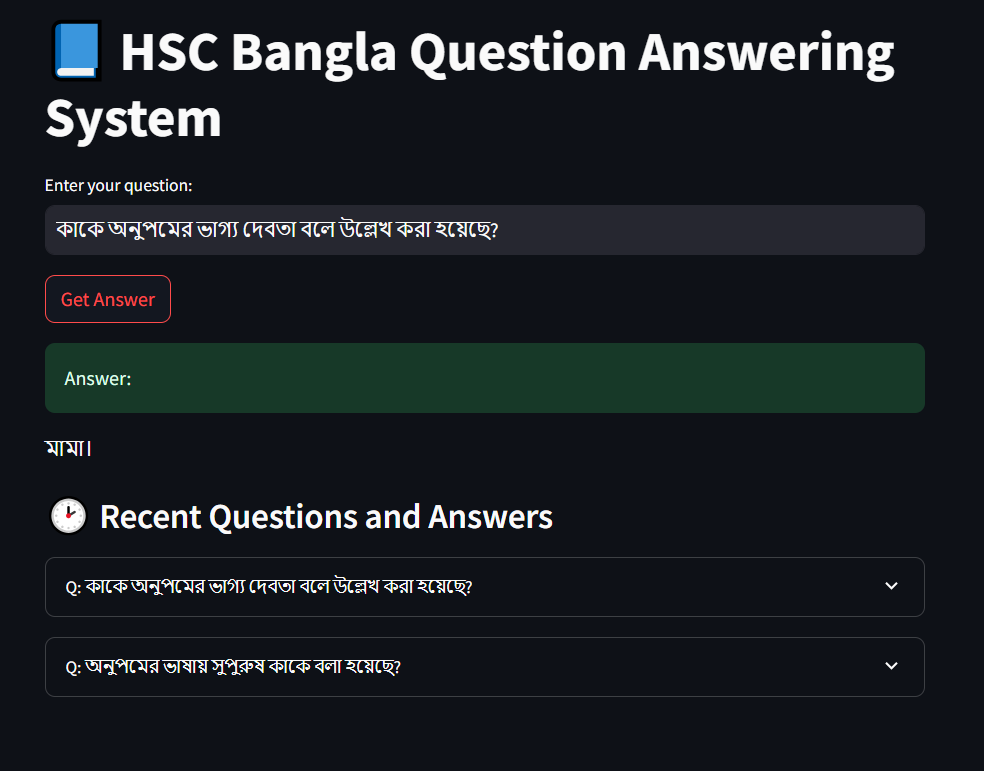 HSC Bangla Question Answering
System
Enter your question:
কাকে অনুপমের ভাগ্য দেবতা বলে উল্লেখ করা হয়েছে?
Get Answer
Answer:
মামা।
Recent Questions and Answers
Q: কাকে অনুপমের ভাগ্য দেবতা বলে উল্লেখ করা হয়েছে?
Q: অনুপমের ভাষায় সুপুরুষ কাকে বলা হয়েছে?